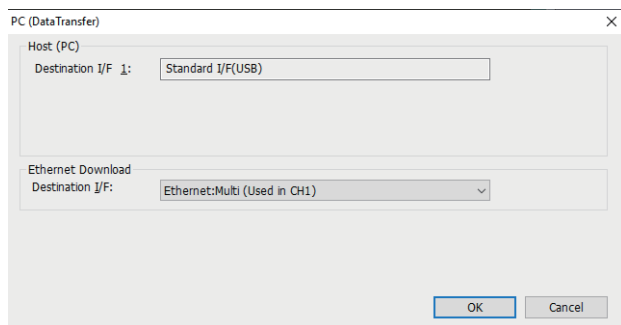 PC (DataTransfer)
Host (PC)
Destination I/F 1: Standard I/F(USB)
Ethernet Download
Destination I/F: Ethernet:Multi (Used in CH1)
OK Cancel